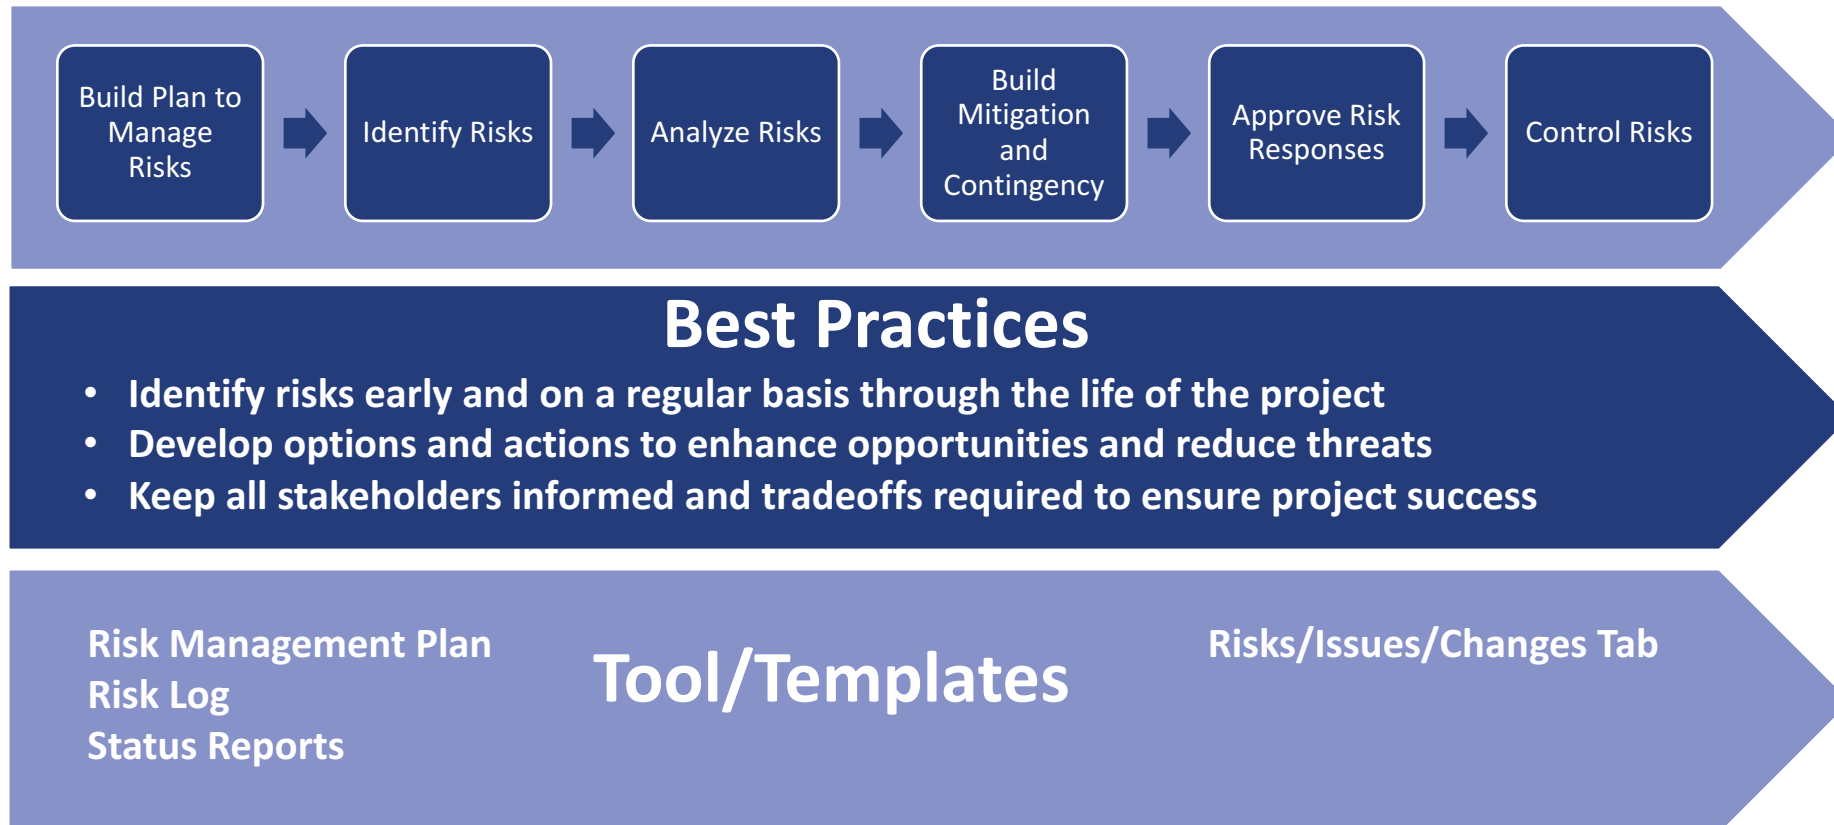 Build Plan to
Manage
Risks
Identify Risks
Analyze Risks
Build
Mitigation
and
Contingency
Approve Risk
Responses
Control Risks
Best Practices
• Identify risks early and on a regular basis through the life of the project
• Develop options and actions to enhance opportunities and reduce threats
• Keep all stakeholders informed and tradeoffs required to ensure project success
Risk Management Plan
Risk Log
Status Reports
Tool/Templates
Risks/Issues/Changes Tab